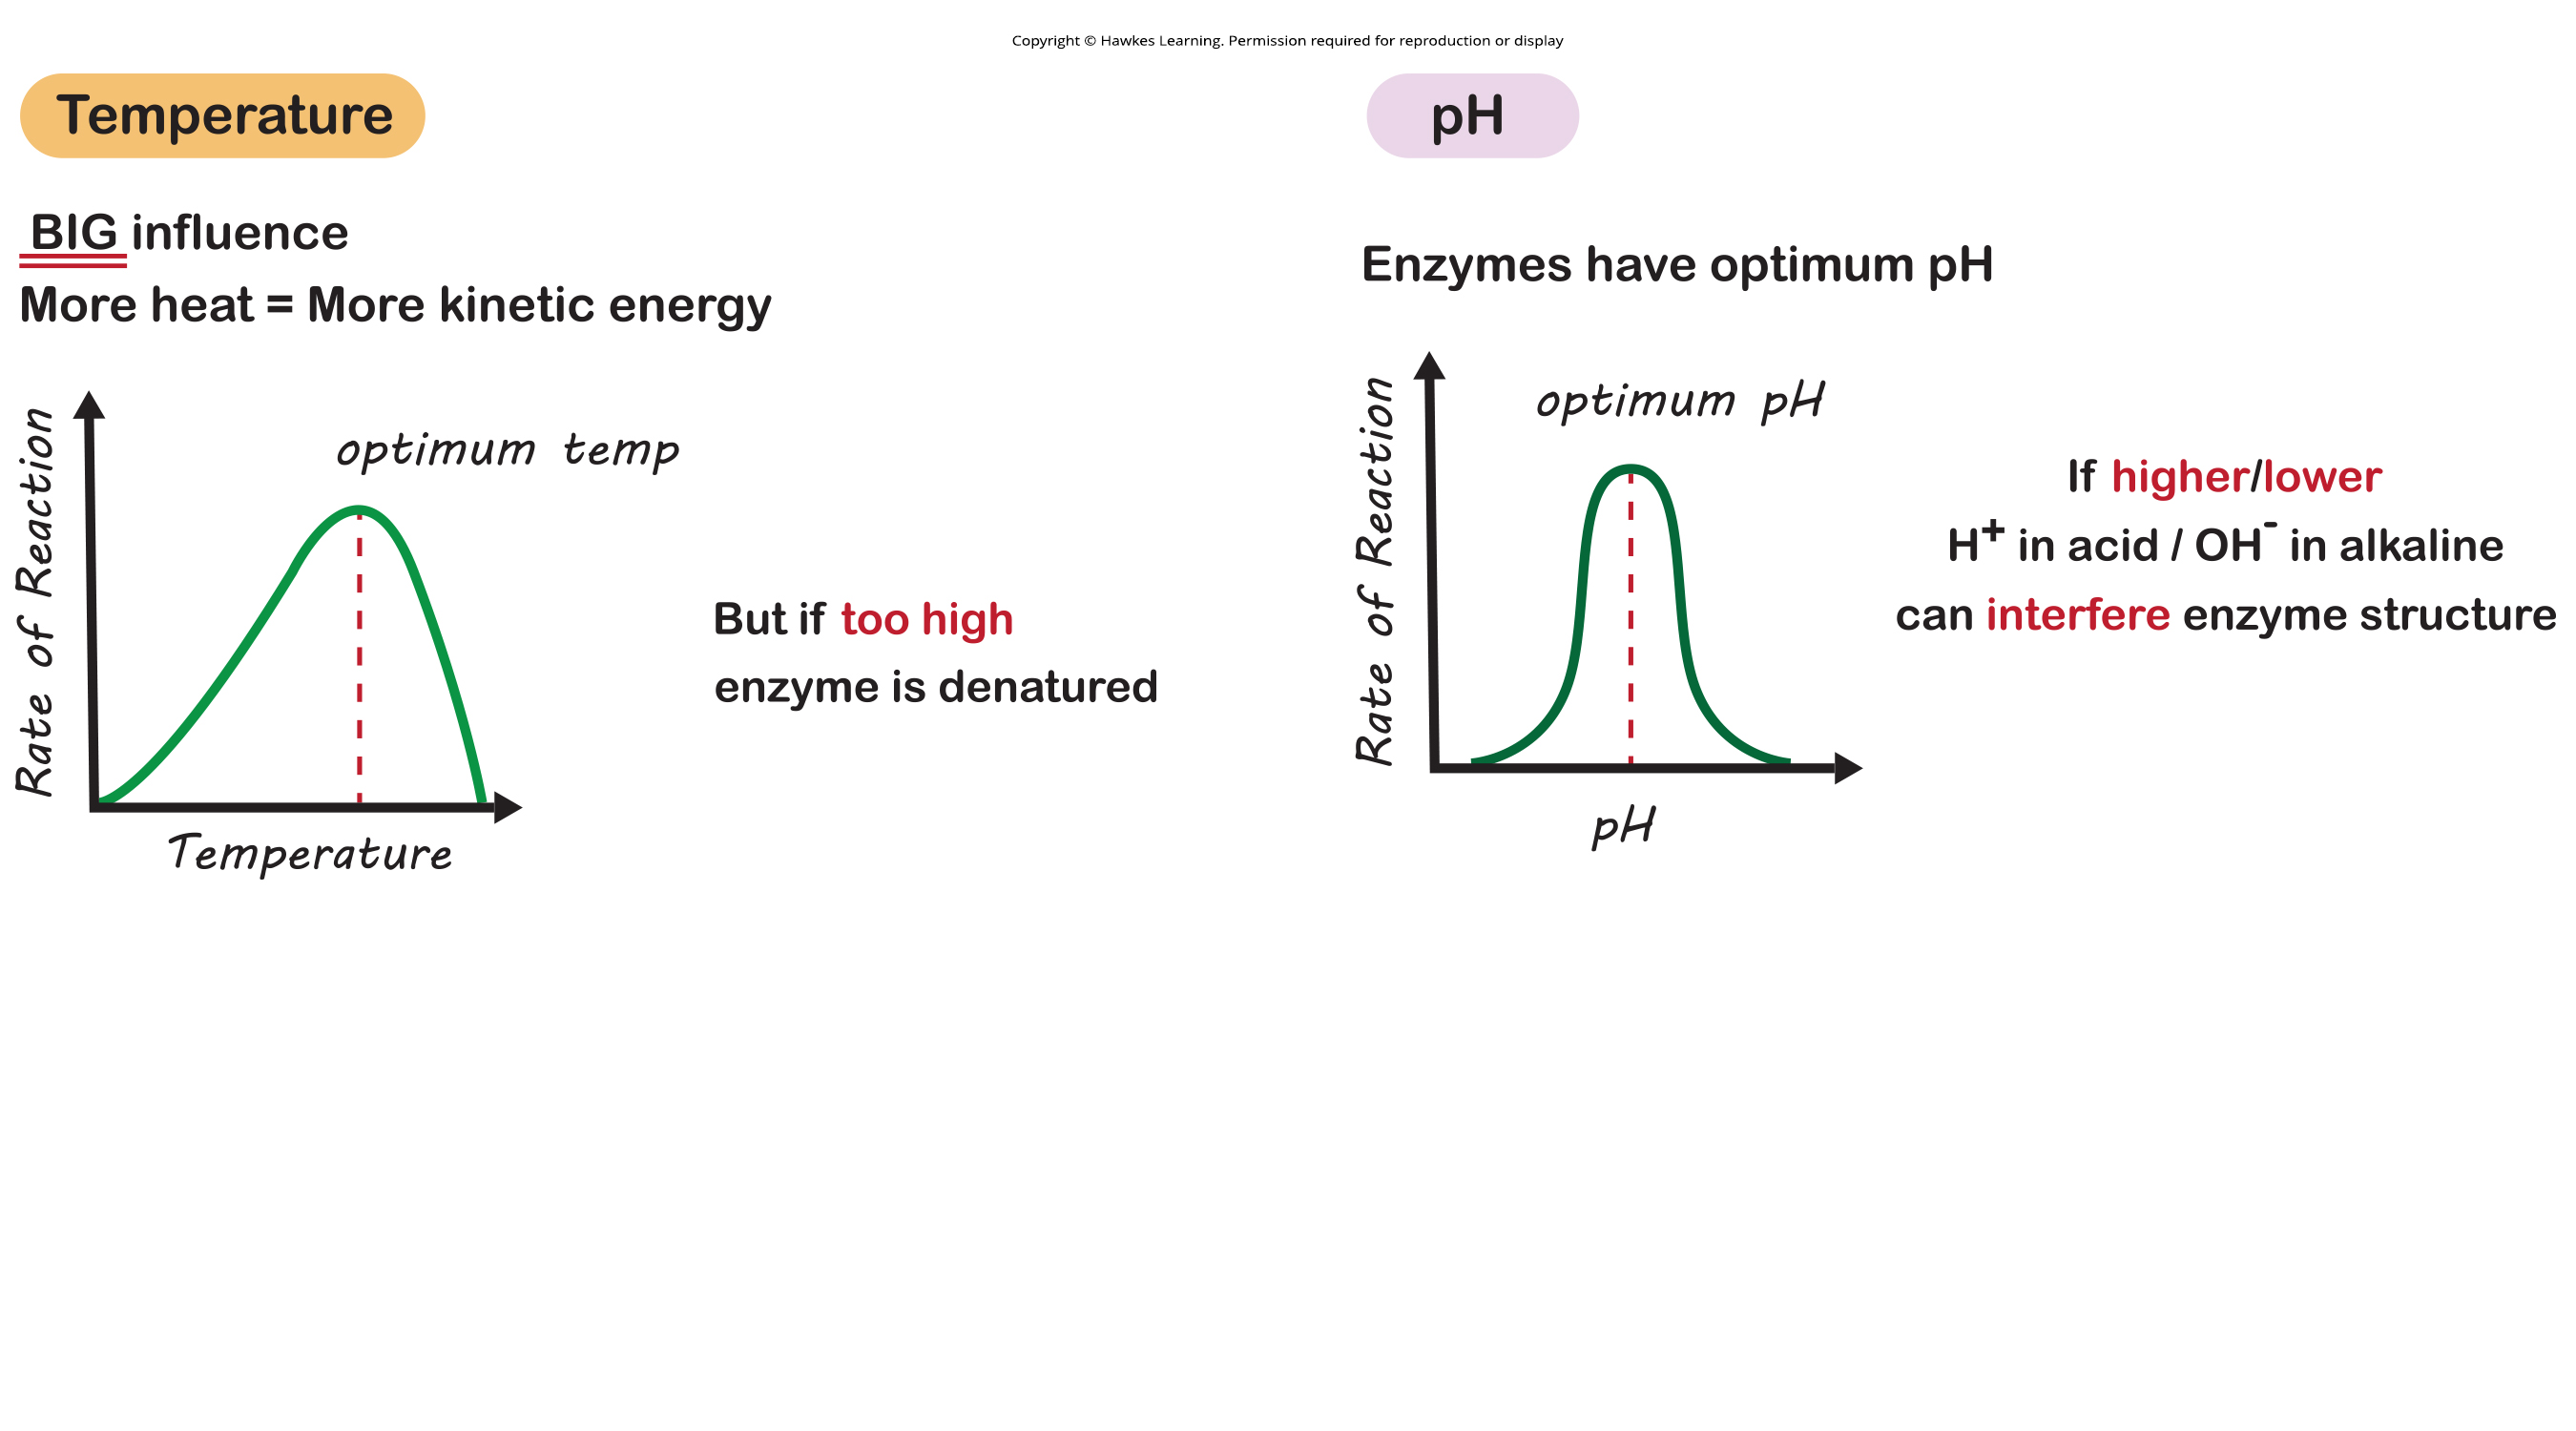 Copyright © Hawkes Learning. Permission required for reproduction or display
Temperature
BIG influence
More heat = More kinetic energy
Rate of Reaction
optimum temp
Temperature
But if too high
enzyme is denatured
pH
Enzymes have optimum pH
Rate of Reaction
optimum pH
pH
If higher/lower
H⁺ in acid / OH⁻ in alkaline
can interfere enzyme structure